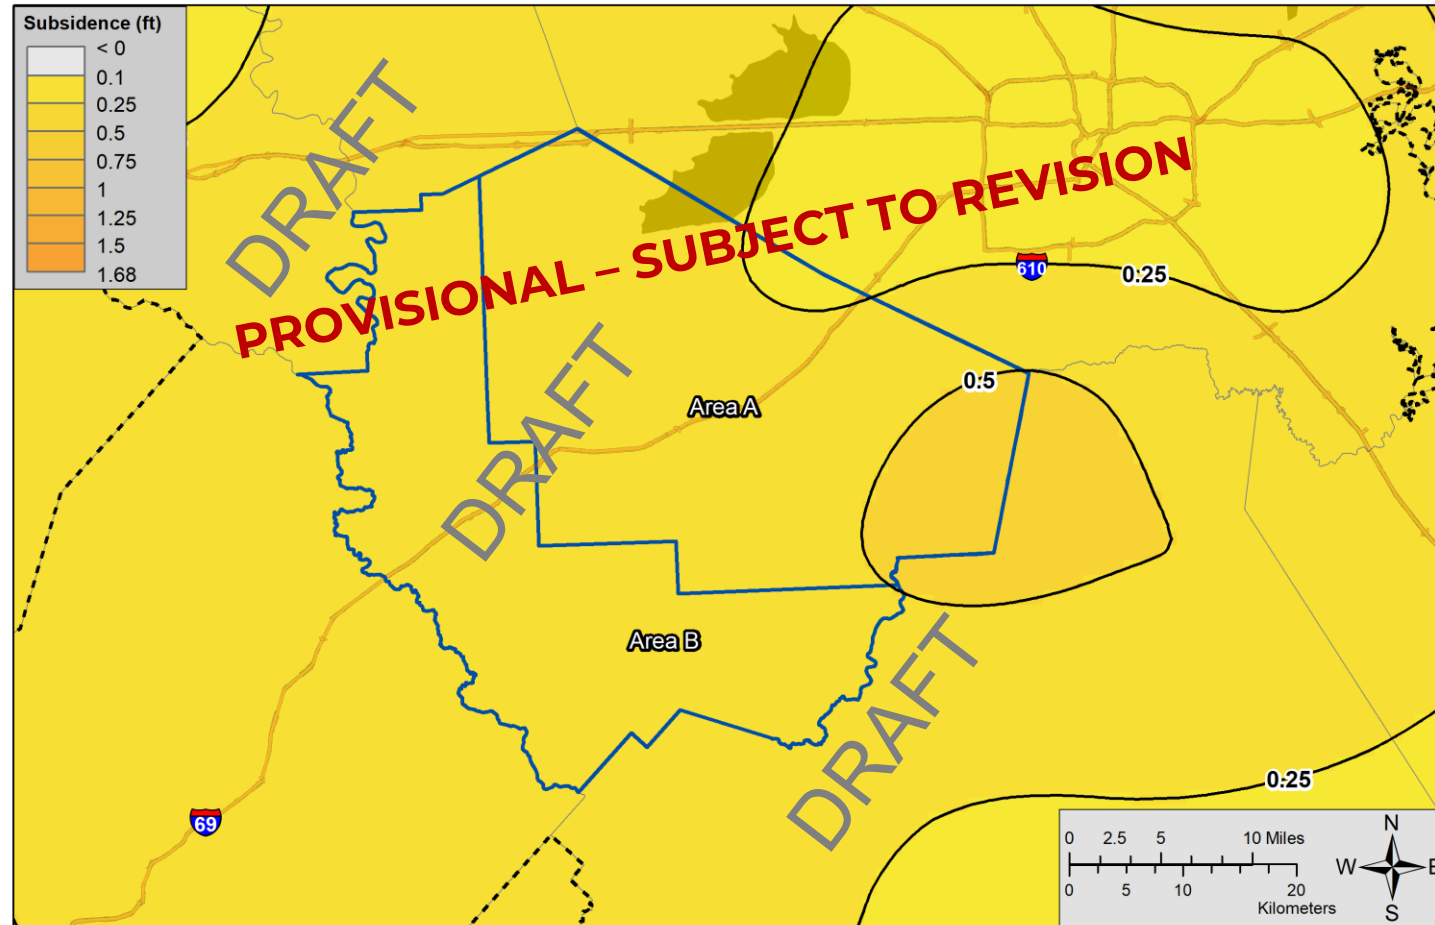 Subsidence (ft)
< 0
0.1
0.25
0.5
0.75
1
1.25
1.5
1.68
DRAFT
PROVISIONAL – SUBJECT TO REVISION
610
0.25
DRAFT
0.5
Area A
Area B
DRAFT
0.25
69
0 2.5 5 10 Miles
0 5 10 20
Kilometers
N
W E
S